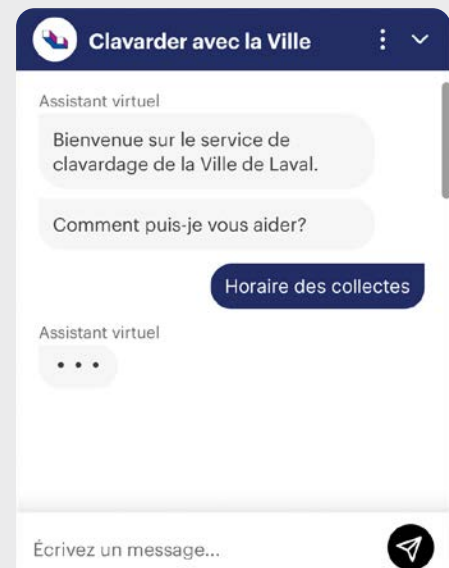 Clavarder avec la Ville
Assistant virtuel
Bienvenue sur le service de
clavardage de la Ville de Laval.
Comment puis-je vous aider?
Horaire des collectes
Assistant virtuel
• • •
Écrivez un message...